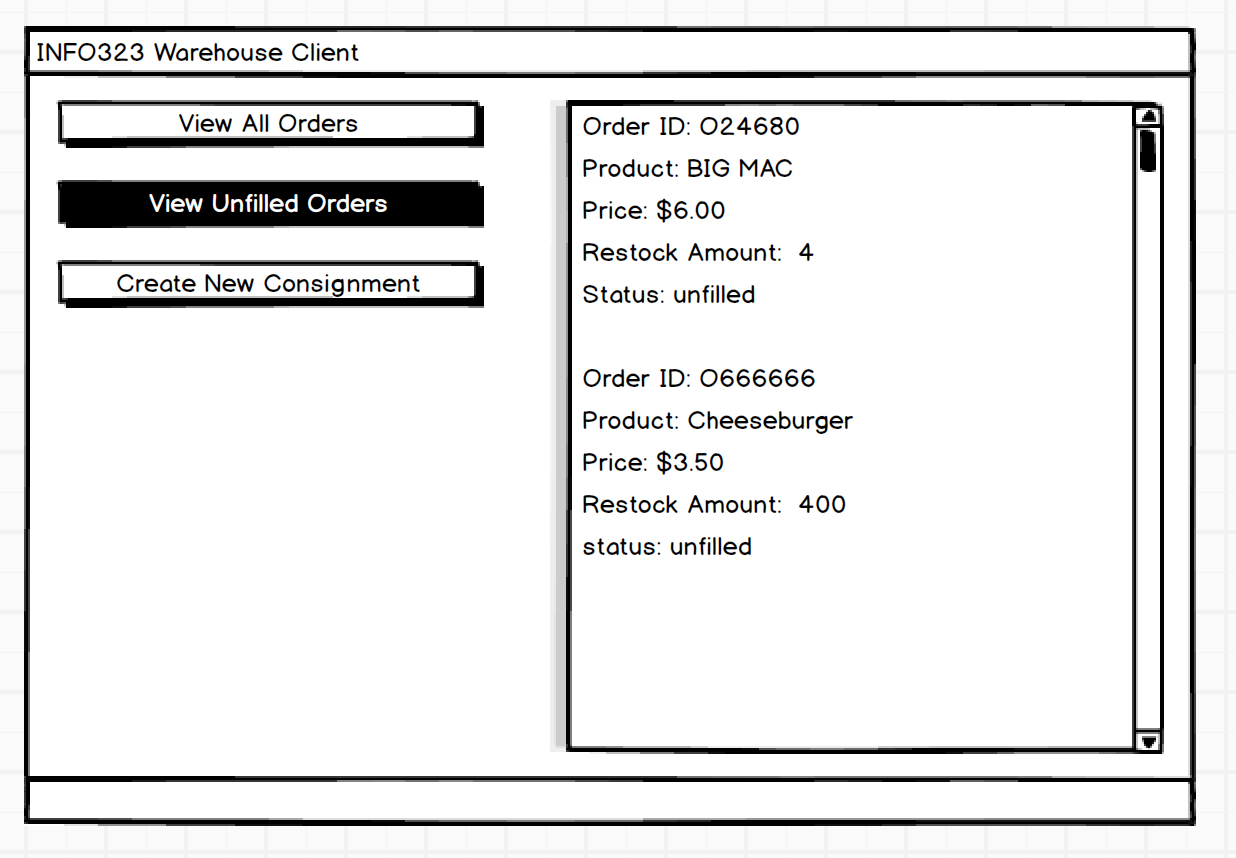 INFO323 Warehouse Client
View All Orders
View Unfilled Orders
Create New Consignment
Order ID: O24680
Product: BIG MAC
Price: $6.00
Restock Amount:  4
Status: unfilled
Order ID: O666666
Product: Cheeseburger
Price: $3.50
Restock Amount:  400
status: unfilled